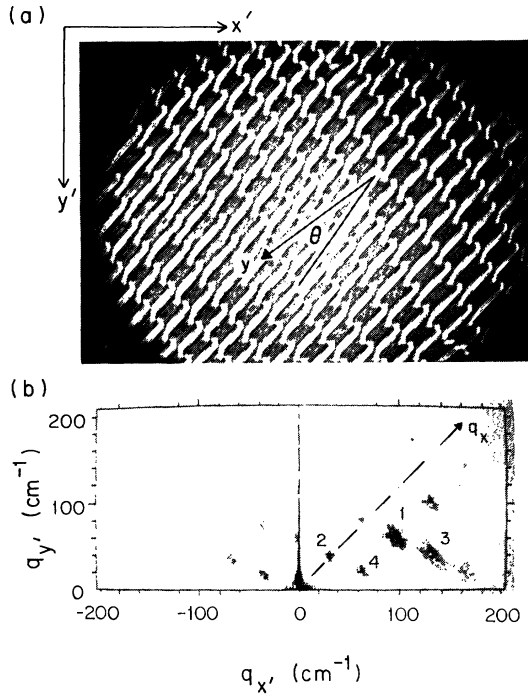 (a)
x'
y'
y
θ
(b)
200
100
0
q_y' (cm⁻¹)
-200
-100
0
100
200
q_x' (cm⁻¹)
q_x
1
2
3
4